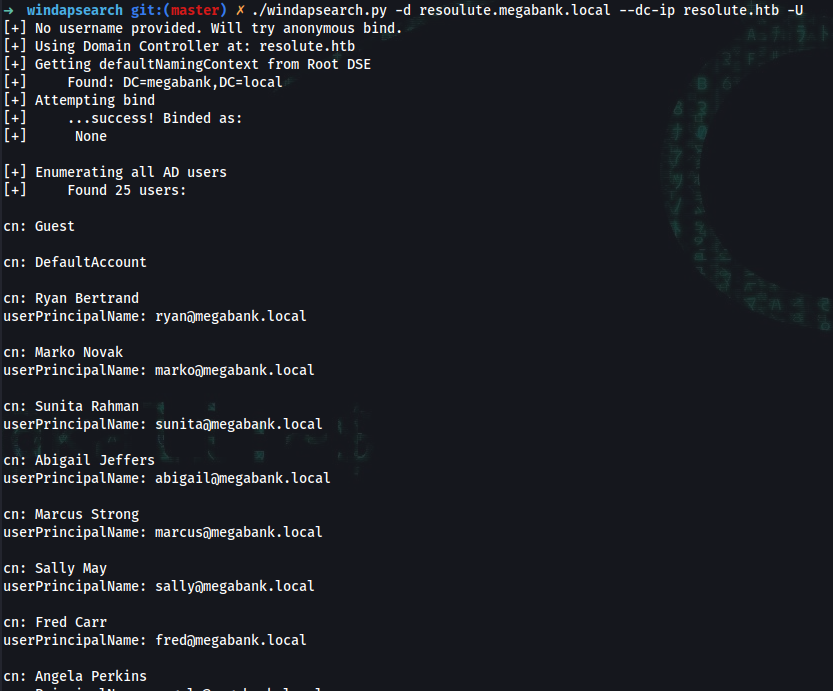 → windapsearch git:(master) ✗ ./windapsearch.py -d resoulute.megabank.local --dc-ip resolute.htb -U
[+] No username provided. Will try anonymous bind.
[+] Using Domain Controller at: resolute.htb
[+] Getting defaultNamingContext from Root DSE
[+] Found: DC=megabank,DC=local
[+] Attempting bind
[+] ...success! Binded as:
[+] None
[+] Enumerating all AD users
[+] Found 25 users:
cn: Guest
cn: DefaultAccount
cn: Ryan Bertrand
userPrincipalName: ryan@megabank.local
cn: Marko Novak
userPrincipalName: marko@megabank.local
cn: Sunita Rahman
userPrincipalName: sunita@megabank.local
cn: Abigail Jeffers
userPrincipalName: abigail@megabank.local
cn: Marcus Strong
userPrincipalName: marcus@megabank.local
cn: Sally May
userPrincipalName: sally@megabank.local
cn: Fred Carr
userPrincipalName: fred@megabank.local
cn: Angela Perkins